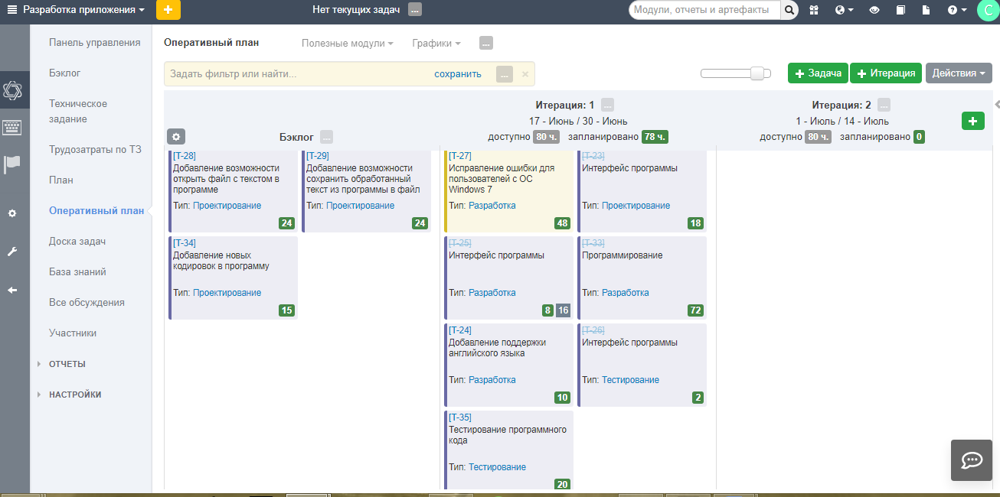 Разработка приложения
Нет текущих задач ...
Модули, отчеты и артефакты
C
Панель управления
Бэклог
Техническое
задание
Трудозатраты по ТЗ
План
Оперативный план
Доска задач
База знаний
Все обсуждения
Участники
ОТЧЕТЫ
НАСТРОЙКИ
Оперативный план
Полезные модули
Графики
...
Задать фильтр или найти...
сохранить
...
×
+ Задача
+ Итерация
Действия
Бэклог ...
Итерация: 1 ...
17 - Июнь / 30 - Июнь
доступно 80 ч. запланировано 78 ч.
Итерация: 2 ...
1 - Июль / 14 - Июль
доступно 80 ч. запланировано 0
[T-28]
Добавление возможности
открыть файл с текстом в
программе
Тип: Проектирование
24
[T-29]
Добавление возможности
сохранить обработанный
текст из программы в файл
Тип: Проектирование
24
[T-34]
Добавление новых
кодировок в программу
Тип: Проектирование
15
[T-27]
Исправление ошибки для
пользователей с ОС
Windows 7
Тип: Разработка
48
[T-23]
Интерфейс программы
Тип: Проектирование
18
[T-25]
Интерфейс программы
Тип: Разработка
8 16
[T-33]
Программирование
Тип: Разработка
72
[T-24]
Добавление поддержки
английского языка
Тип: Разработка
10
[T-26]
Интерфейс программы
Тип: Тестирование
2
[T-35]
Тестирование программного
кода
Тип: Тестирование
20